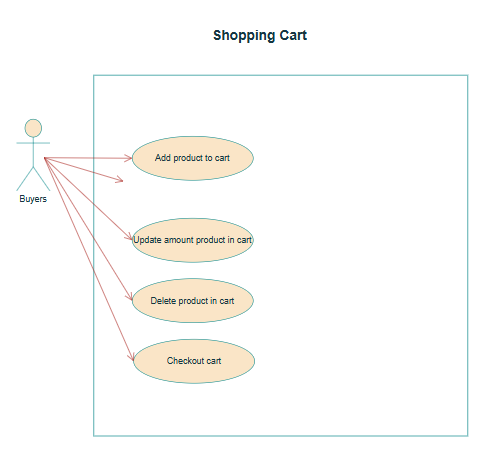 Shopping Cart
Add product to cart
Buyers
Update amount product in cart
Delete product in cart
Checkout cart